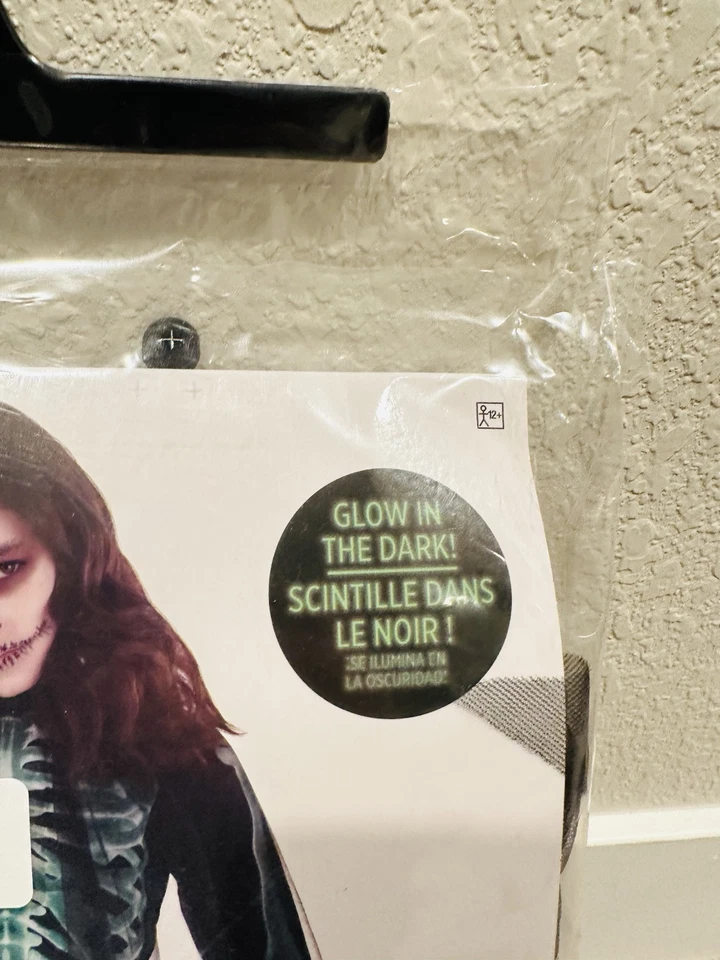 12+
GLOW IN
THE DARK!
SCINTILLE DANS
LE NOIR !
¡SE ILUMINA EN
LA OSCURIDAD!